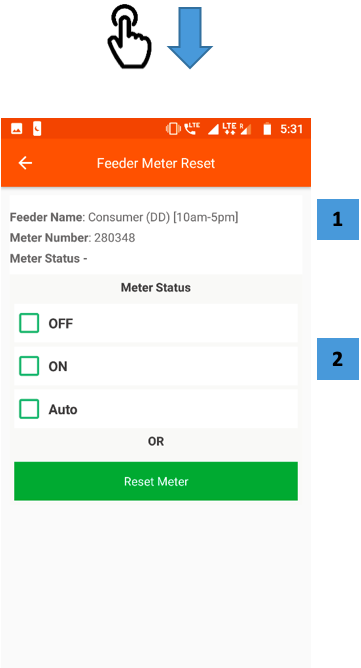 LTE LTE R 5:31
Feeder Meter Reset
Feeder Name: Consumer (DD) [10am-5pm]
1
Meter Number: 280348
Meter Status -
Meter Status
OFF
ON
2
Auto
OR
Reset Meter